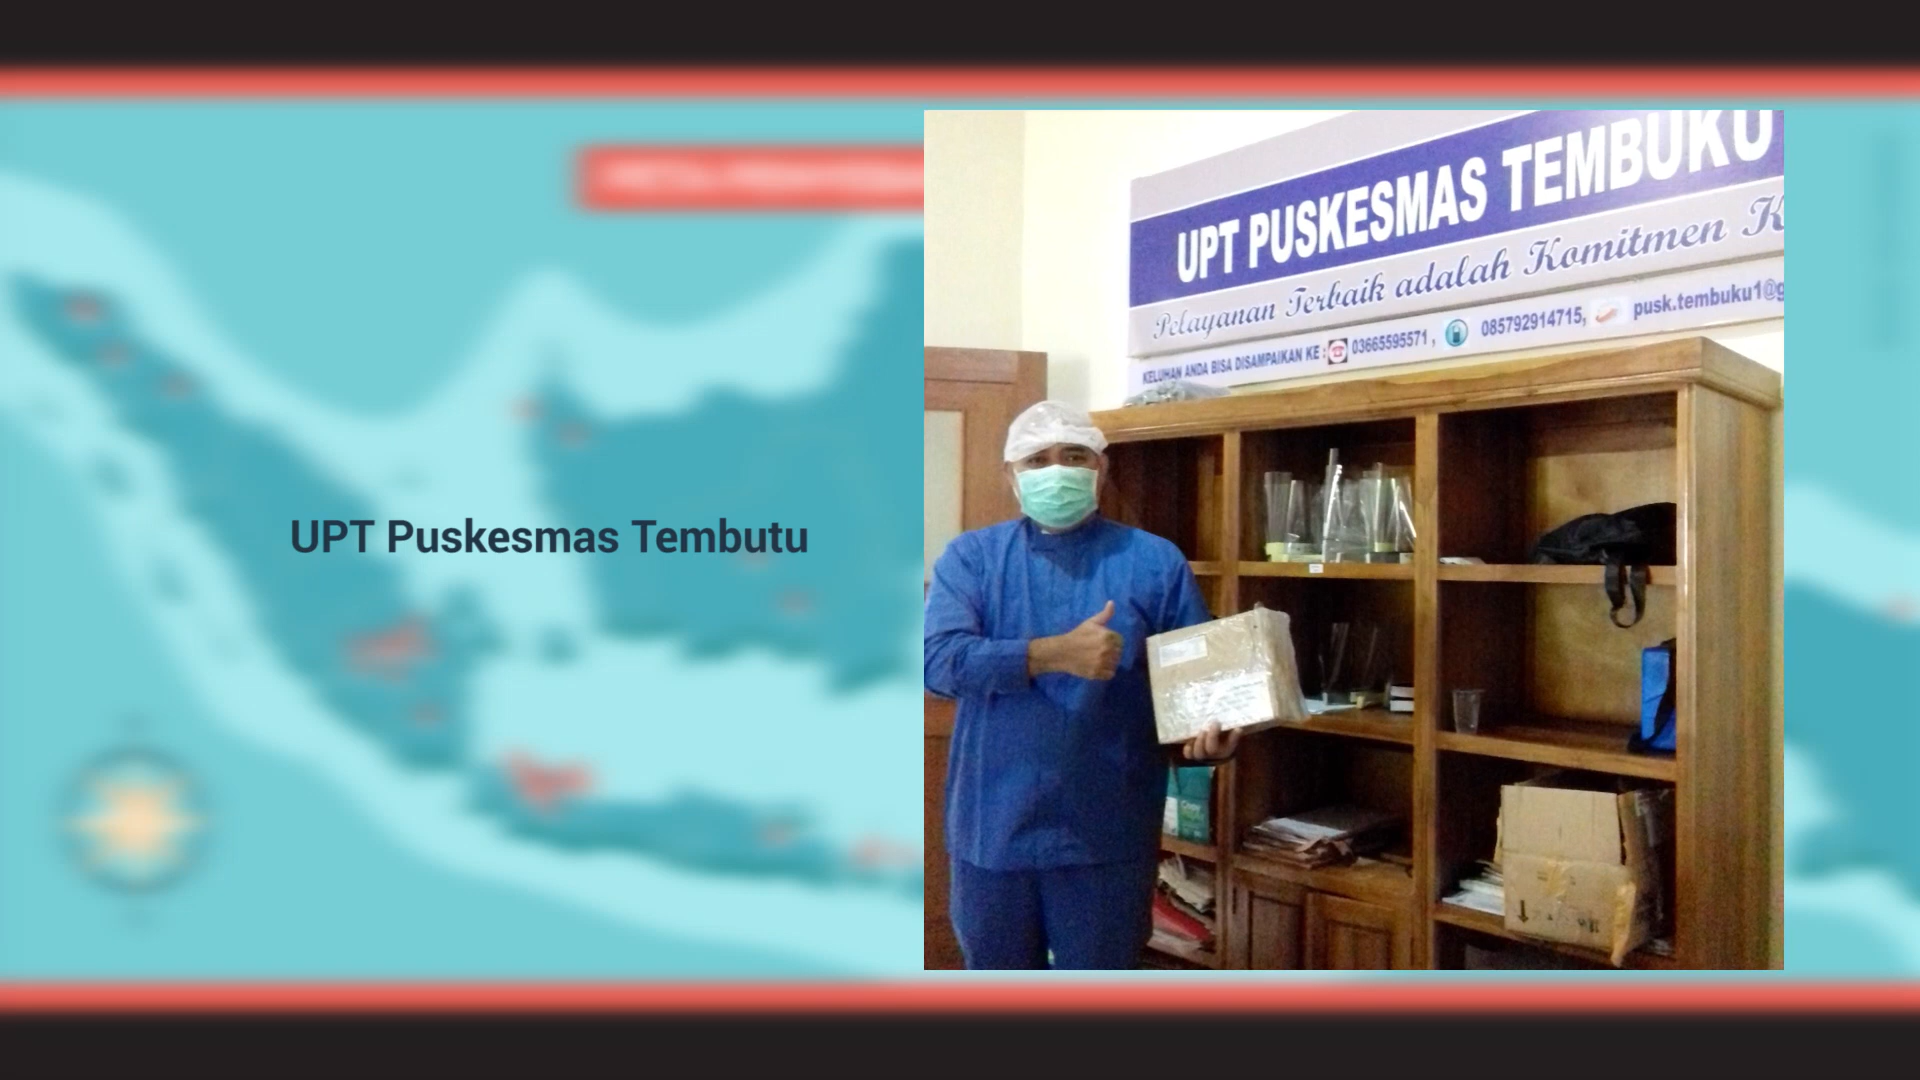 UPT Puskesmas Tembutu
UPT PUSKESMAS TEMBUKU
Pelayanan Terbaik adalah Komitmen K
KELUHAN ANDA BISA DISAMPAIKAN KE : 03665595571, 085792914715, pusk.tembuku1@g
Copy